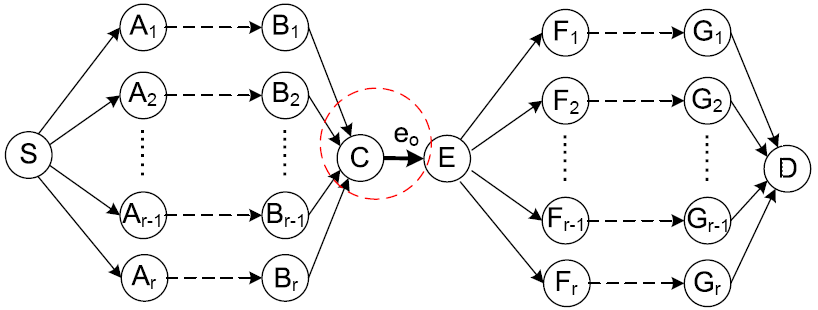 A1 B1 F1 G1
A2 B2 F2 G2
S C eo E D
Ar-1 Br-1 Fr-1 Gr-1
Ar Br Fr Gr